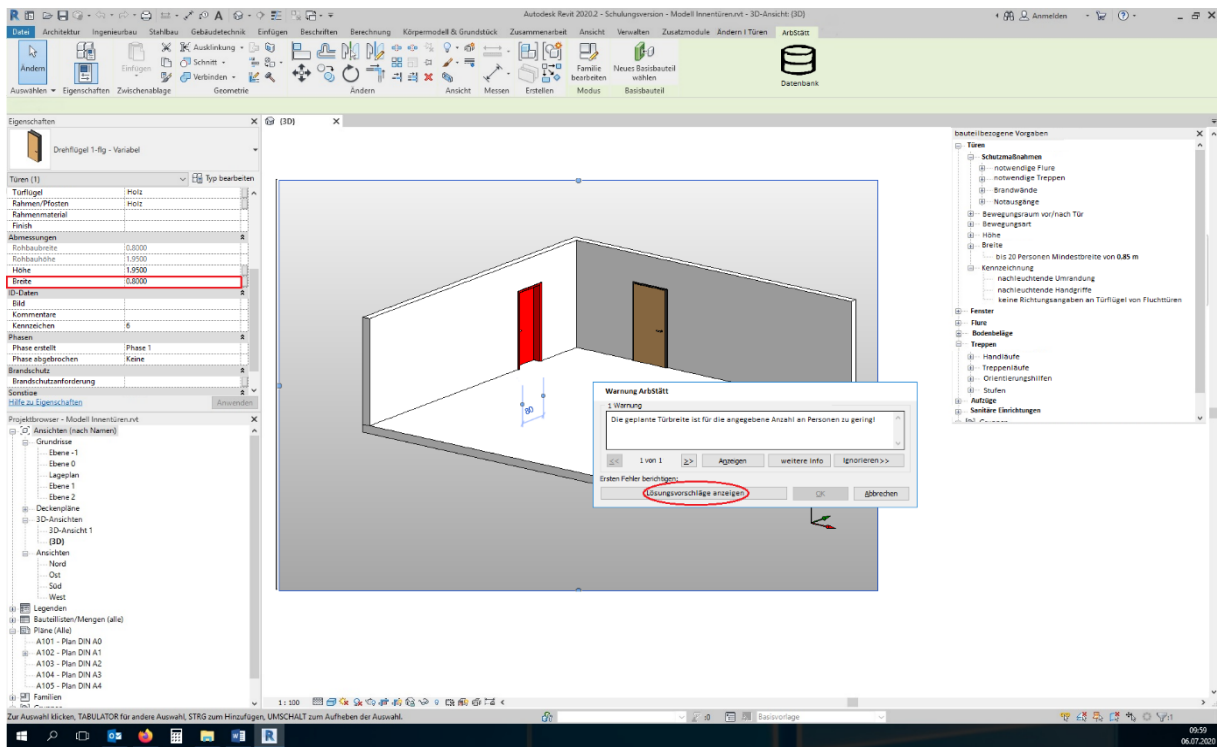 Autodesk Revit 2020.2 - Schulungsversion - Modell Innentüren.rvt - 3D-Ansicht: {3D}
Anmelden
Datei Architektur Ingenieurbau Stahlbau Gebäudetechnik Einfügen Beschriften Berechnung Körpermodell & Grundstück Zusammenarbeit Ansicht Verwalten Zusatzmodule Ändern I Türen ArbStätt
Ausklinkung
Schnitt
Verbinden
Ändern
Einfügen
Familie bearbeiten
Neues Basisbauteil wählen
Datenbank
Auswählen Eigenschaften Zwischenablage Geometrie Ändern Ansicht Messen Erstellen Modus Basisbauteil
Eigenschaften
Drehflügel 1-flg - Variabel
Türen (1)
Typ bearbeiten
Türflügel Holz
Rahmen/Pfosten Holz
Rahmenmaterial
Finish
Abmessungen
Rohbaubreite 0.8000
Rohbauhöhe 1.9500
Höhe 1.9500
Breite 0.8000
ID-Daten
Bild
Kommentare
Kennzeichen 6
Phasen
Phase erstellt Phase 1
Phase abgebrochen Keine
Brandschutz
Brandschutzanforderung
Sonstige
Hilfe zu Eigenschaften
Anwenden
Projektbrowser - Modell Innentüren.rvt
Ansichten (nach Namen)
Grundrisse
Ebene -1
Ebene 0
Lageplan
Ebene 1
Ebene 2
Deckenpläne
3D-Ansichten
3D-Ansicht 1
{3D}
Ansichten
Nord
Ost
Süd
West
Legenden
Bauteillisten/Mengen (alle)
Pläne (Alle)
A101 - Plan DIN A0
A102 - Plan DIN A1
A103 - Plan DIN A2
A104 - Plan DIN A3
A105 - Plan DIN A4
Familien
{3D}
80
Warnung ArbStätt
1 Warnung
Die geplante Türbreite ist für die angegebene Anzahl an Personen zu gering!
<< 1 von 1 >> Anzeigen weitere Info Ignorieren>>
Ersten Fehler berichtigen:
Lösungsvorschläge anzeigen OK Abbrechen
bauteilbezogene Vorgaben
Türen
Schutzmaßnahmen
notwendige Flure
notwendige Treppen
Brandwände
Notausgänge
Bewegungsraum vor/nach Tür
Bewegungsart
Höhe
Breite
bis 20 Personen Mindestbreite von 0.85 m
Kennzeichnung
nachleuchtende Umrandung
nachleuchtende Handgriffe
keine Richtungsangaben an Türflügel von Fluchttüren
Fenster
Flure
Bodenbeläge
Treppen
Handläufe
Treppenläufe
Orientierungshilfen
Stufen
Aufzüge
Sanitäre Einrichtungen
1 : 100
Zur Auswahl klicken, TABULATOR für andere Auswahl, STRG zum Hinzufügen, UMSCHALT zum Aufheben der Auswahl.
:0
Basisvorlage
09:59
06.07.2020